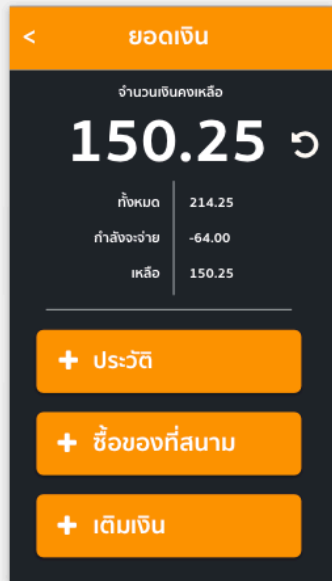 < ยอดเงิน
จำนวนเงินคงเหลือ
150.25
ทั้งหมด 214.25
กำลังจะจ่าย -64.00
เหลือ 150.25
+ ประวัติ
+ ซื้อของที่สนาม
+ เติมเงิน